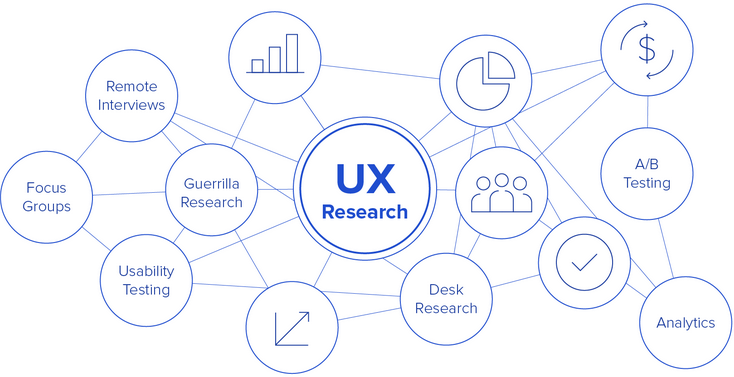 Remote
Interviews
Focus
Groups
Guerrilla
Research
Usability
Testing
UX
Research
$
A/B
Testing
Desk
Research
Analytics